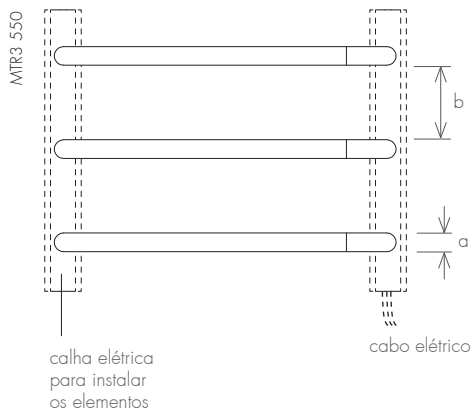 MTR3 550
b
a
cabo elétrico
calha elétrica
para instalar
os elementos